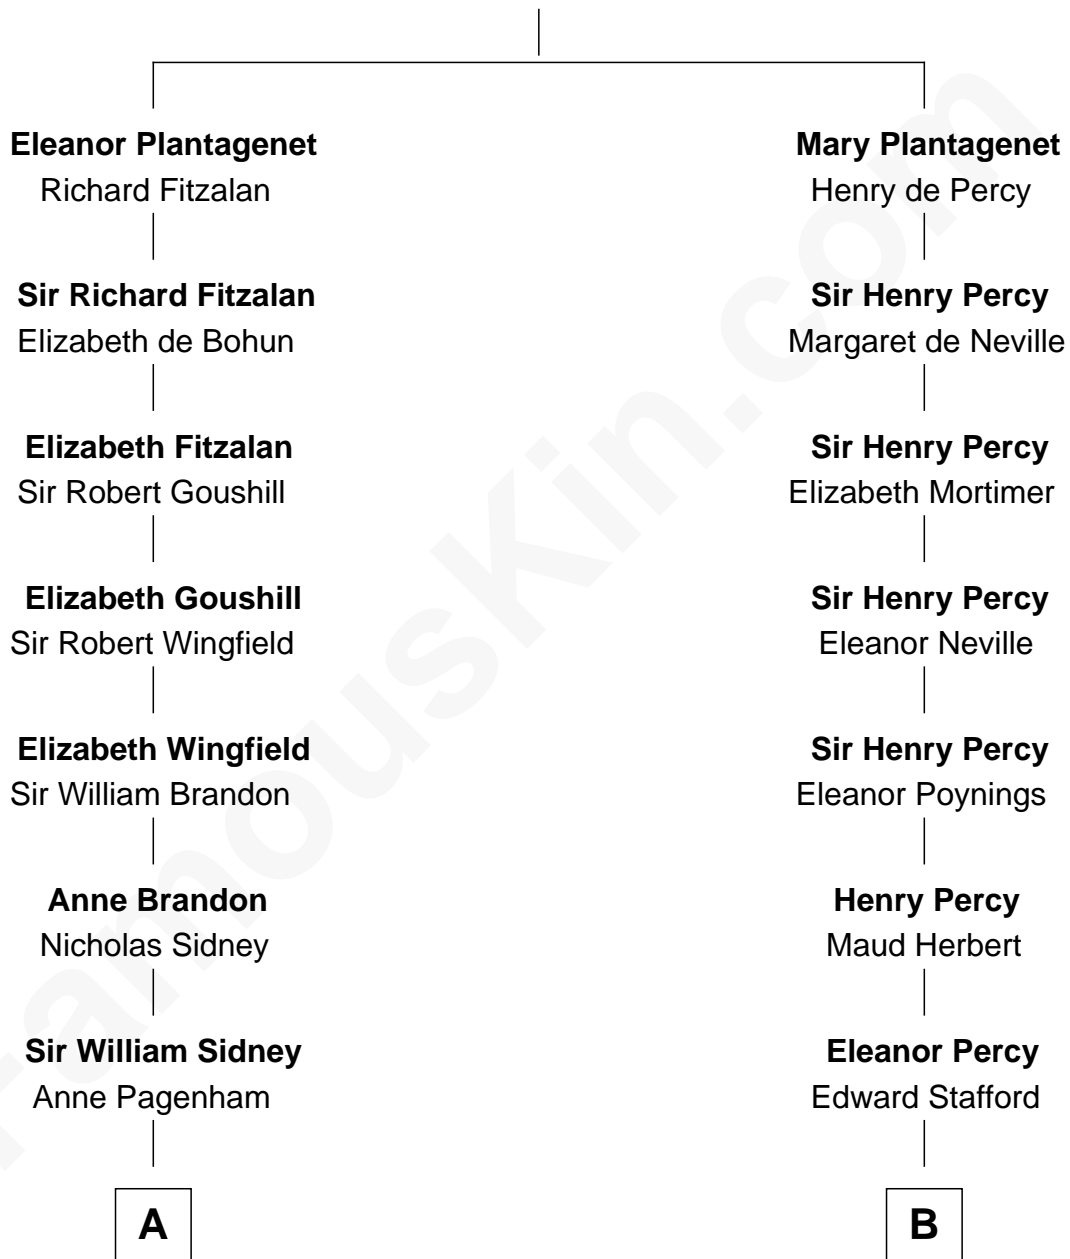 Eleanor Plantagenet
Richard Fitzalan
Sir Richard Fitzalan
Elizabeth de Bohun
Elizabeth Fitzalan
Sir Robert Goushill
Elizabeth Goushill
Sir Robert Wingfield
Elizabeth Wingfield
Sir William Brandon
Anne Brandon
Nicholas Sidney
Sir William Sidney
Anne Pagenham
A
Mary Plantagenet
Henry de Percy
Sir Henry Percy
Margaret de Neville
Sir Henry Percy
Elizabeth Mortimer
Sir Henry Percy
Eleanor Neville
Sir Henry Percy
Eleanor Poynings
Henry Percy
Maud Herbert
Eleanor Percy
Edward Stafford
B
FamousKin.com